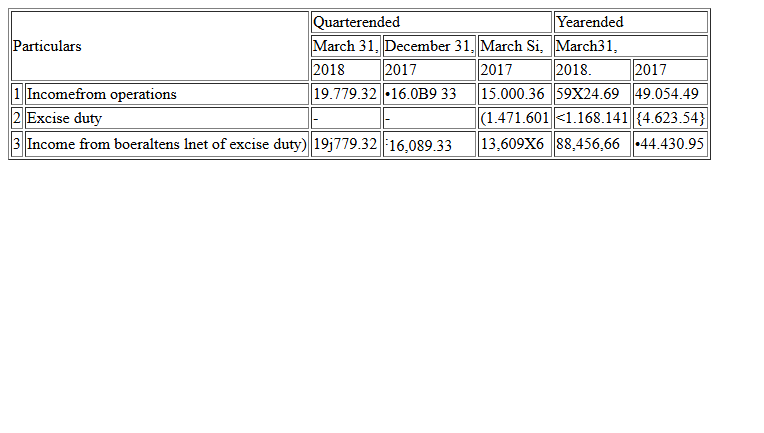 Particulars Quarterended Yearended
March 31, December 31, March Si, March31,
2018 2017 2017 2018. 2017
1 Incomefrom operations 19.779.32 •16.0B9 33 15.000.36 59X24.69 49.054.49
2 Excise duty - - (1.471.601 <1.168.141 {4.623.54}
3 Income from boeraltens lnet of excise duty) 19j779.32 :16,089.33 13,609X6 88,456,66 •44.430.95